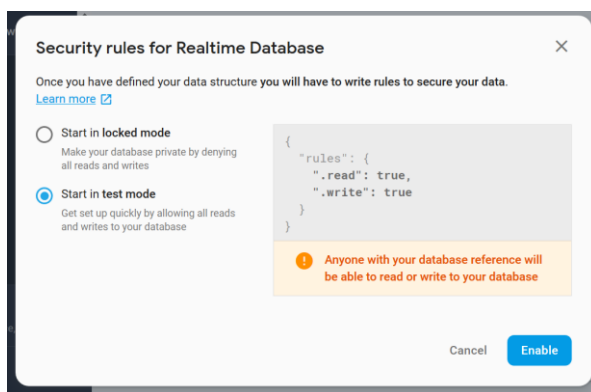 Security rules for Realtime Database
Once you have defined your data structure you will have to write rules to secure your data.
Learn more
Start in locked mode
Make your database private by denying
all reads and writes
Start in test mode
Get set up quickly by allowing all reads
and writes to your database
{
"rules": {
".read": true,
".write": true
}
}
Anyone with your database reference will
be able to read or write to your database
Cancel
Enable